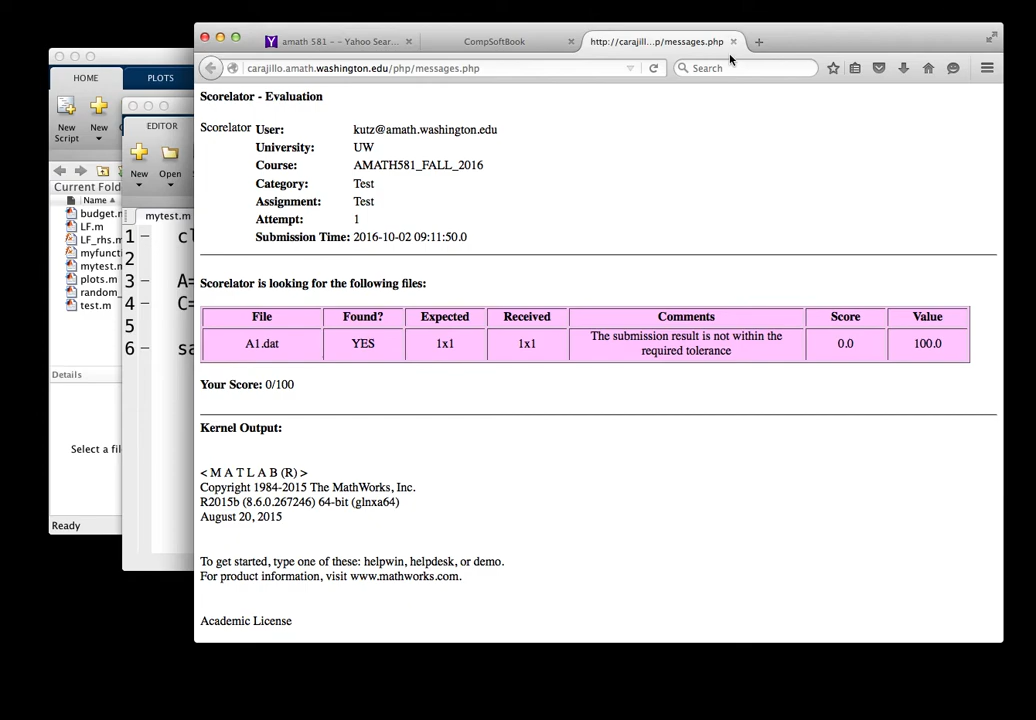 amath 581 - - Yahoo Sear...
CompSoftBook
http://carajill...p/messages.php
carajillo.amath.washington.edu/php/messages.php
Search
HOME
PLOTS
New
Script
New
Current Fold
Name
budget.m
LF.m
LF_rhs.m
myfunct
mytest.m
plots.m
random_
test.m
Details
Select a fil
Ready
EDITOR
New
Open
mytest.m
1 cl
2
3 A=
4 C=
5
6 sa
Scorelator - Evaluation
Scorelator
User: kutz@amath.washington.edu
University: UW
Course: AMATH581_FALL_2016
Category: Test
Assignment: Test
Attempt: 1
Submission Time: 2016-10-02 09:11:50.0
Scorelator is looking for the following files:
File Found? Expected Received Comments Score Value
A1.dat YES 1x1 1x1 The submission result is not within the required tolerance 0.0 100.0
Your Score: 0/100
Kernel Output:
< M A T L A B (R) >
Copyright 1984-2015 The MathWorks, Inc.
R2015b (8.6.0.267246) 64-bit (glnxa64)
August 20, 2015
To get started, type one of these: helpwin, helpdesk, or demo.
For product information, visit www.mathworks.com.
Academic License